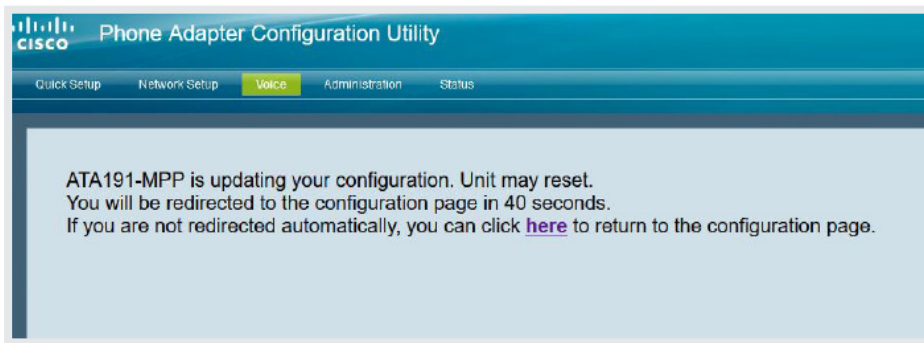 CISCO Phone Adapter Configuration Utility
Quick Setup Network Setup Voice Administration Status
ATA191-MPP is updating your configuration. Unit may reset.
You will be redirected to the configuration page in 40 seconds.
If you are not redirected automatically, you can click here to return to the configuration page.